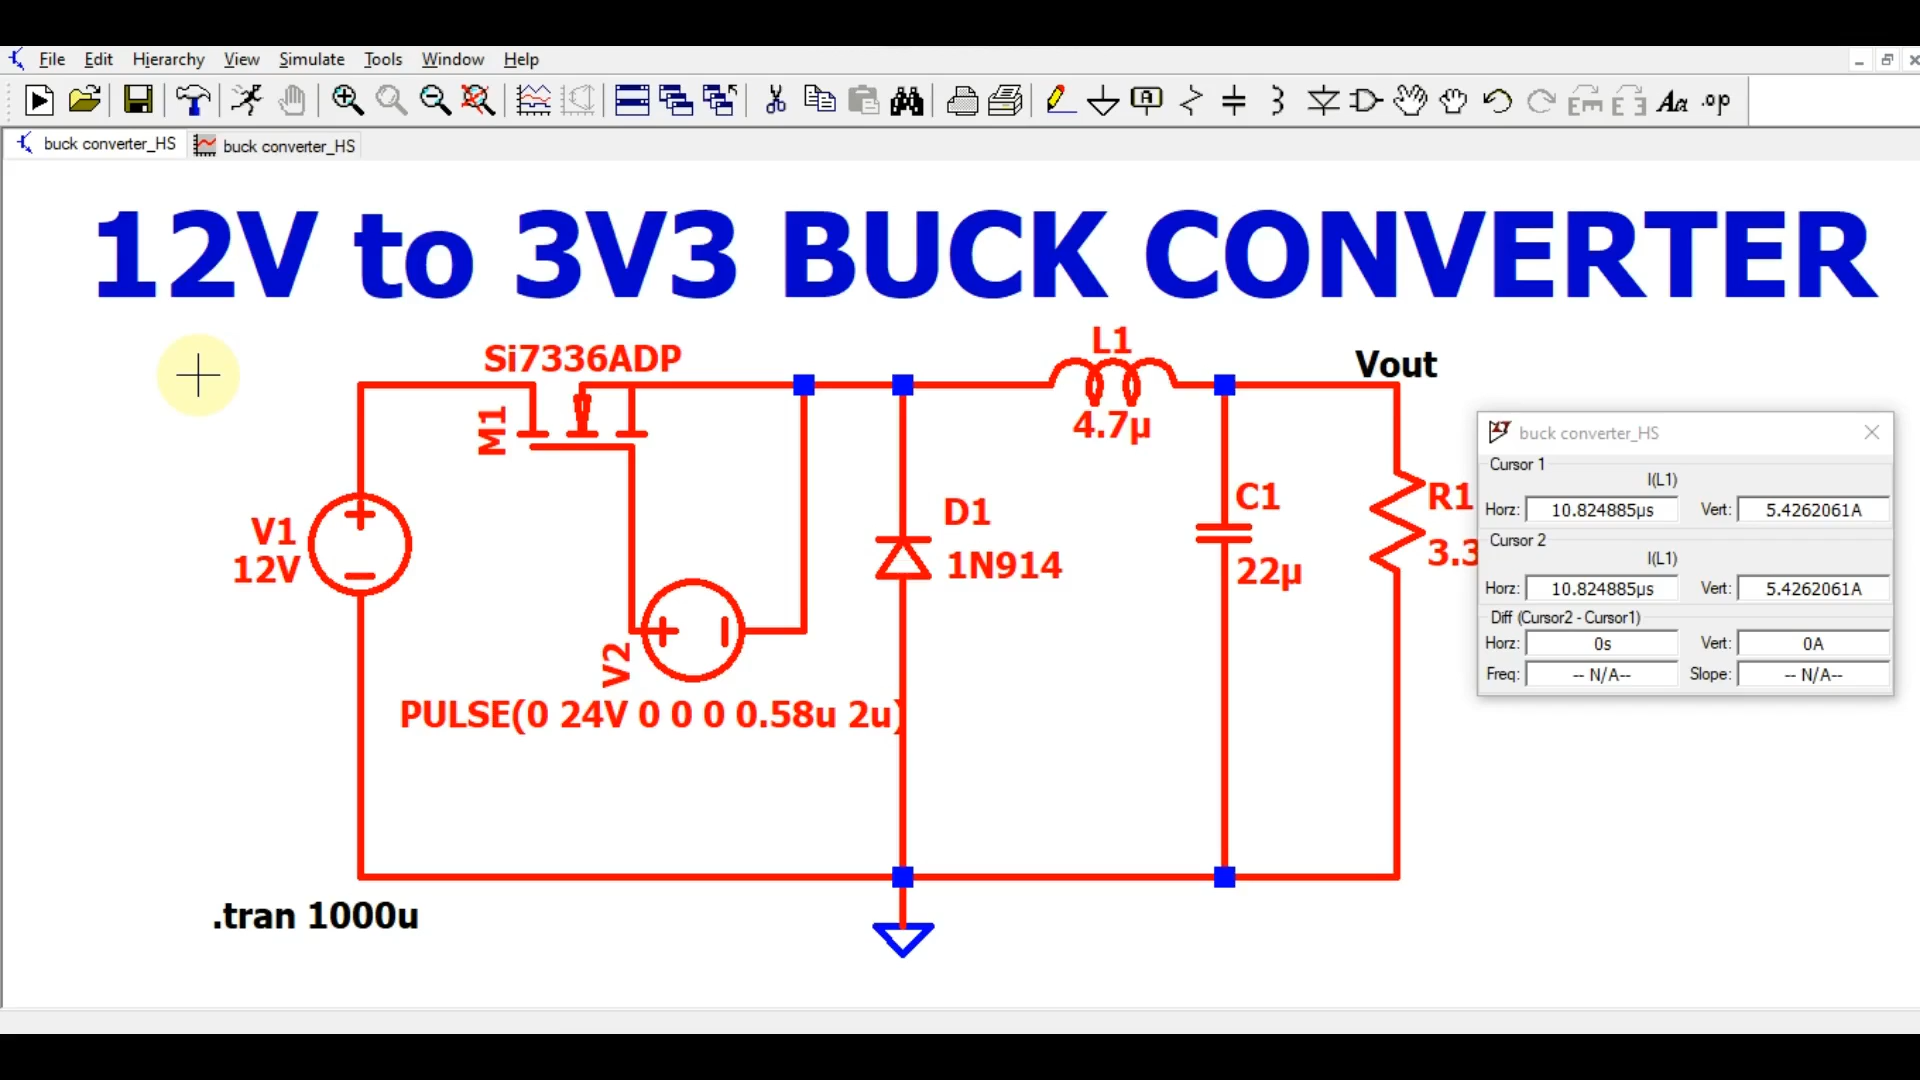 File Edit Hierarchy View Simulate Tools Window Help
A Aa .op
buck converter_HS buck converter_HS
12V to 3V3 BUCK CONVERTER
Si7336ADP
M1
L1
4.7µ
Vout
V1
12V
V2
PULSE(0 24V 0 0 0 0.58u 2u)
D1
1N914
C1
22µ
R1
3.3
.tran 1000u
buck converter_HS
Cursor 1
I(L1)
Horz: 10.824885µs Vert: 5.4262061A
Cursor 2
I(L1)
Horz: 10.824885µs Vert: 5.4262061A
Diff (Cursor2 - Cursor1)
Horz: 0s Vert: 0A
Freq: -- N/A-- Slope: -- N/A--